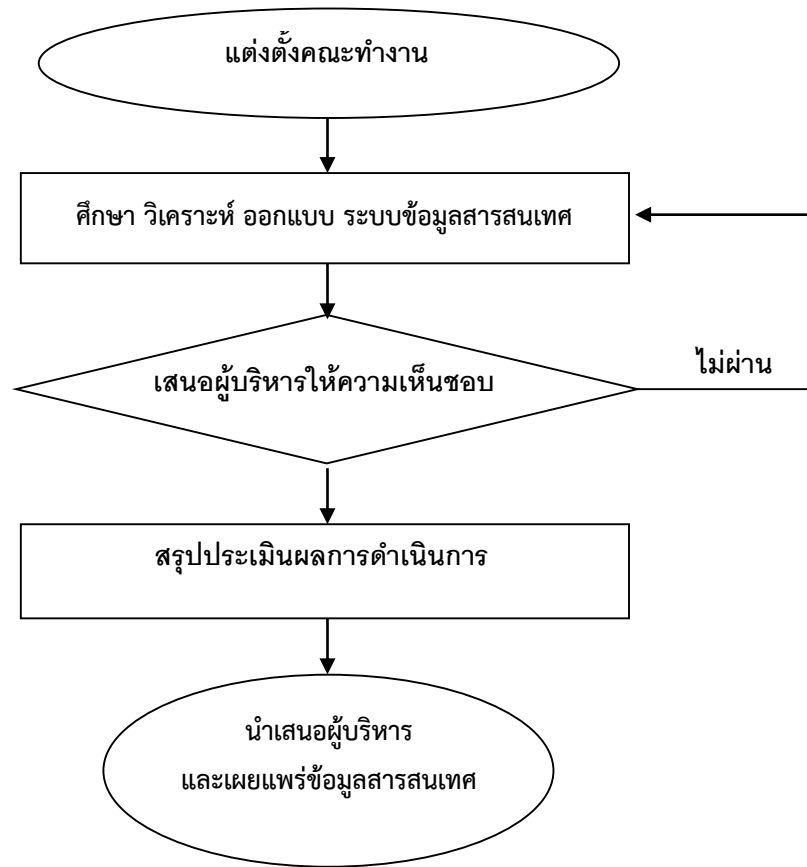 แต่งตั้งคณะทำงาน
ศึกษา วิเคราะห์ ออกแบบ ระบบข้อมูลสารสนเทศ
เสนอผู้บริหารให้ความเห็นชอบ
ไม่ผ่าน
สรุปประเมินผลการดำเนินการ
นำเสนอผู้บริหาร
และเผยแพร่ข้อมูลสารสนเทศ